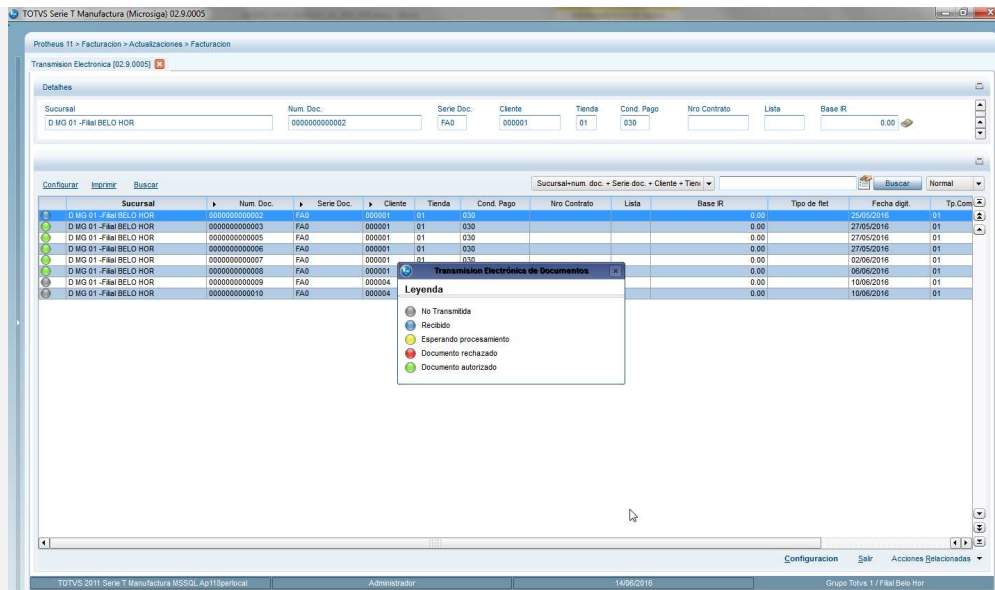 TOTVS Serie T Manufactura (Microsiga) 02.9.0005
Protheus 11 > Facturacion > Actualizaciones > Facturacion
Transmision Electronica [02.9.0005]
Detalhes
Sucursal Num. Doc. Serie Doc. Cliente Tienda Cond. Pago Nro Contrato Lista Base IR
D MG 01 -Filial BELO HOR 0000000000002 FA0 000001 01 030 0.00
Configurar Imprimir Buscar Sucursal+num. doc. + Serie doc. + Cliente + Tien Buscar Normal
Sucursal Num. Doc. Serie Doc. Cliente Tienda Cond. Pago Nro Contrato Lista Base IR Tipo de flet Fecha digit. Tp.Com
D MG 01 -Filial BELO HOR 0000000000002 FA0 000001 01 030 0.00 25/05/2016 01
D MG 01 -Filial BELO HOR 0000000000003 FA0 000001 01 030 0.00 27/05/2016 01
D MG 01 -Filial BELO HOR 0000000000005 FA0 000001 01 030 0.00 27/05/2016 01
D MG 01 -Filial BELO HOR 0000000000006 FA0 000001 01 030 0.00 27/05/2016 01
D MG 01 -Filial BELO HOR 0000000000007 FA0 000001 01 030 0.00 02/06/2016 01
D MG 01 -Filial BELO HOR 0000000000008 FA0 000001 0.00 06/06/2016 01
D MG 01 -Filial BELO HOR 0000000000009 FA0 000004 0.00 10/06/2016 01
D MG 01 -Filial BELO HOR 0000000000010 FA0 000004 0.00 10/06/2016 01
Transmision Electrónica de Documentos
Leyenda
No Transmitida
Recibido
Esperando procesamiento
Documento rechazado
Documento autorizado
Configuracion Salir Acciones Relacionadas
TOTVS 2011 Serie T Manufactura MSSQL Ap118perlocal Administrador 14/06/2016 Grupo Totvs 1 / Filial Belo Hor